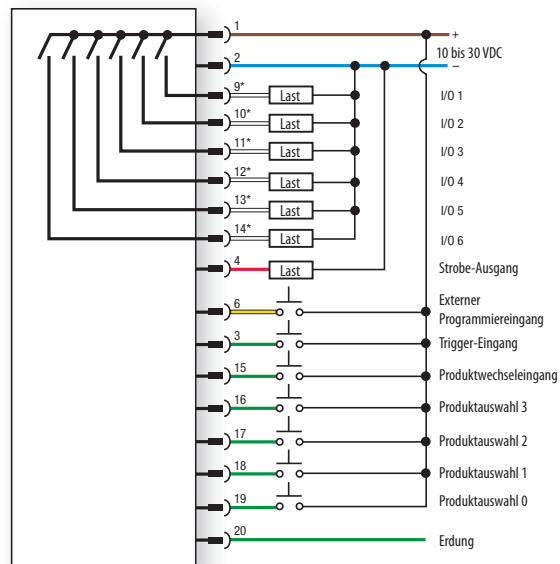 1 +
10 bis 30 VDC
2 –
9* Last I/O 1
10* Last I/O 2
11* Last I/O 3
12* Last I/O 4
13* Last I/O 5
14* Last I/O 6
4 Last Strobe-Ausgang
6 Externer
Programmiereingang
3 Trigger-Eingang
15 Produktwechseleingang
16 Produktauswahl 3
17 Produktauswahl 2
18 Produktauswahl 1
19 Produktauswahl 0
20 Erdung